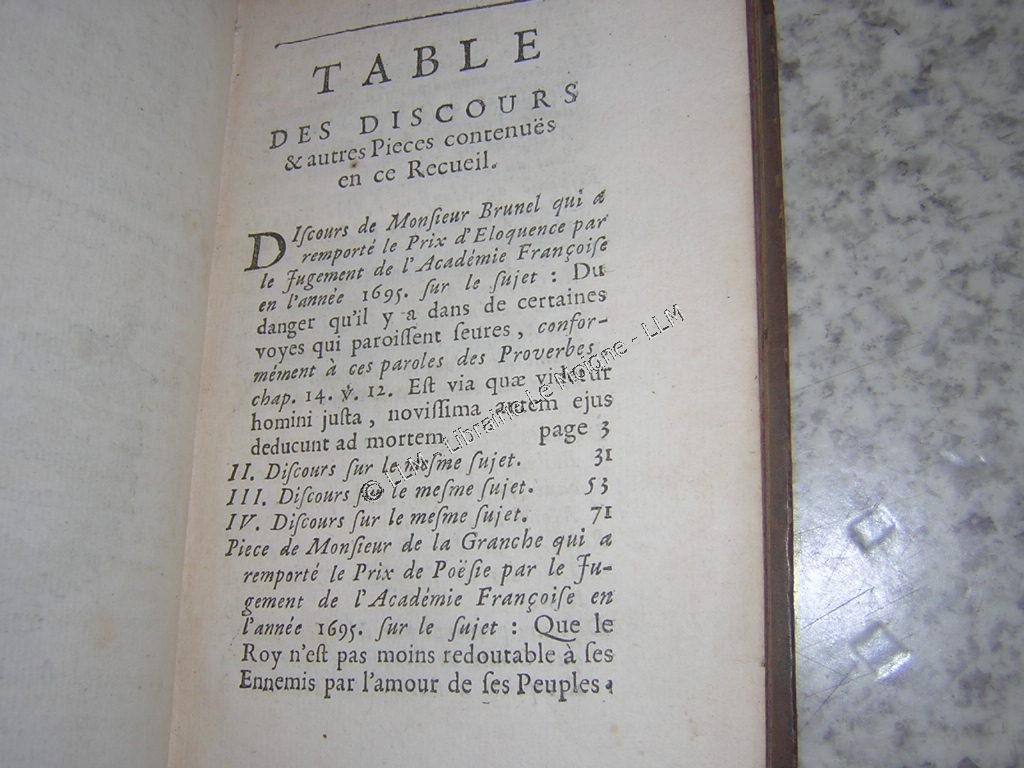 TABLE
DES DISCOURS
& autres Pieces contenuës
en ce Recueil.
DIſcours de Monſieur Brunel qui a
remporté le Prix d'Eloquence par
le Jugement de l'Académie Françoiſe
en l'année 1695. ſur le ſujet : Du
danger qu'il y a dans de certaines
voyes qui paroiſſent ſeures, confor-
mément à ces paroles des Proverbes
chap. 14. ℣. 12. Eſt via quæ videtur
homini juſta, noviſſima autem ejus
deducunt ad mortem page 3
II. Diſcours ſur le meſme ſujet. 31
III. Diſcours ſur le meſme ſujet. 53
IV. Diſcours ſur le meſme ſujet. 71
Piece de Monſieur de la Granche qui a
remporté le Prix de Poëſie par le Ju-
gement de l'Académie Françoiſe en
l'année 1695. ſur le ſujet : Que le
Roy n'eſt pas moins redoutable à ſes
Ennemis par l'amour de ſes Peuples
© LLM - Librairie Le Moigne - LLM